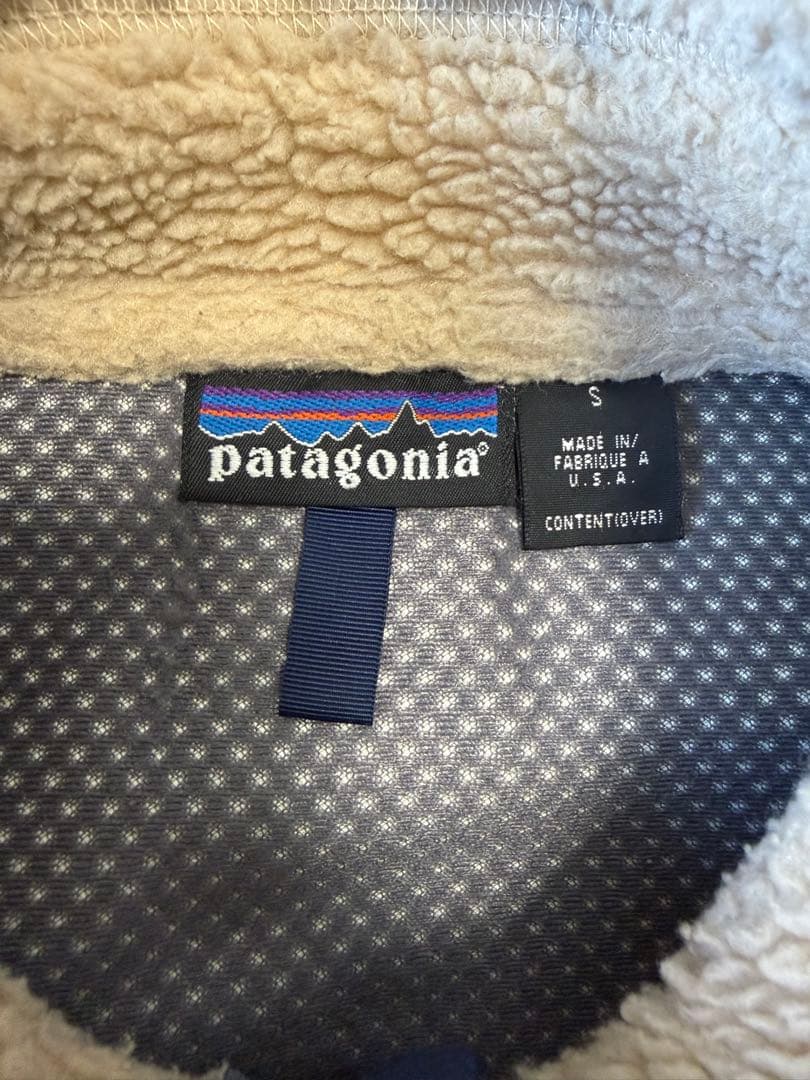 patagonia®
S
MADE IN/
FABRIQUE A
U.S.A.
CONTENT(OVER)